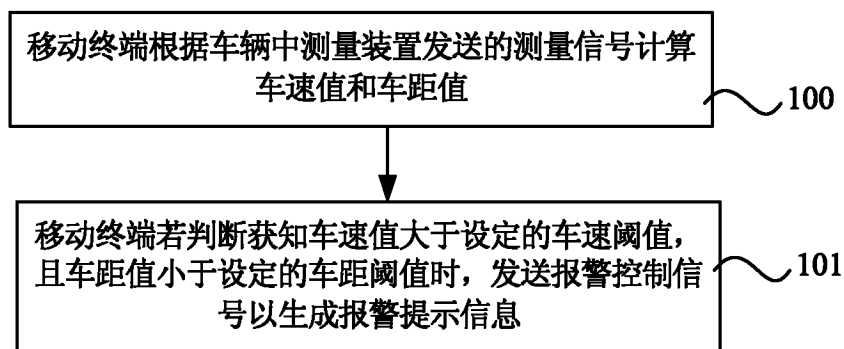 移动终端根据车辆中测量装置发送的测量信号计算
车速值和车距值
100
移动终端若判断获知车速值大于设定的车速阈值，
且车距值小于设定的车距阈值时，发送报警控制信
号以生成报警提示信息
101